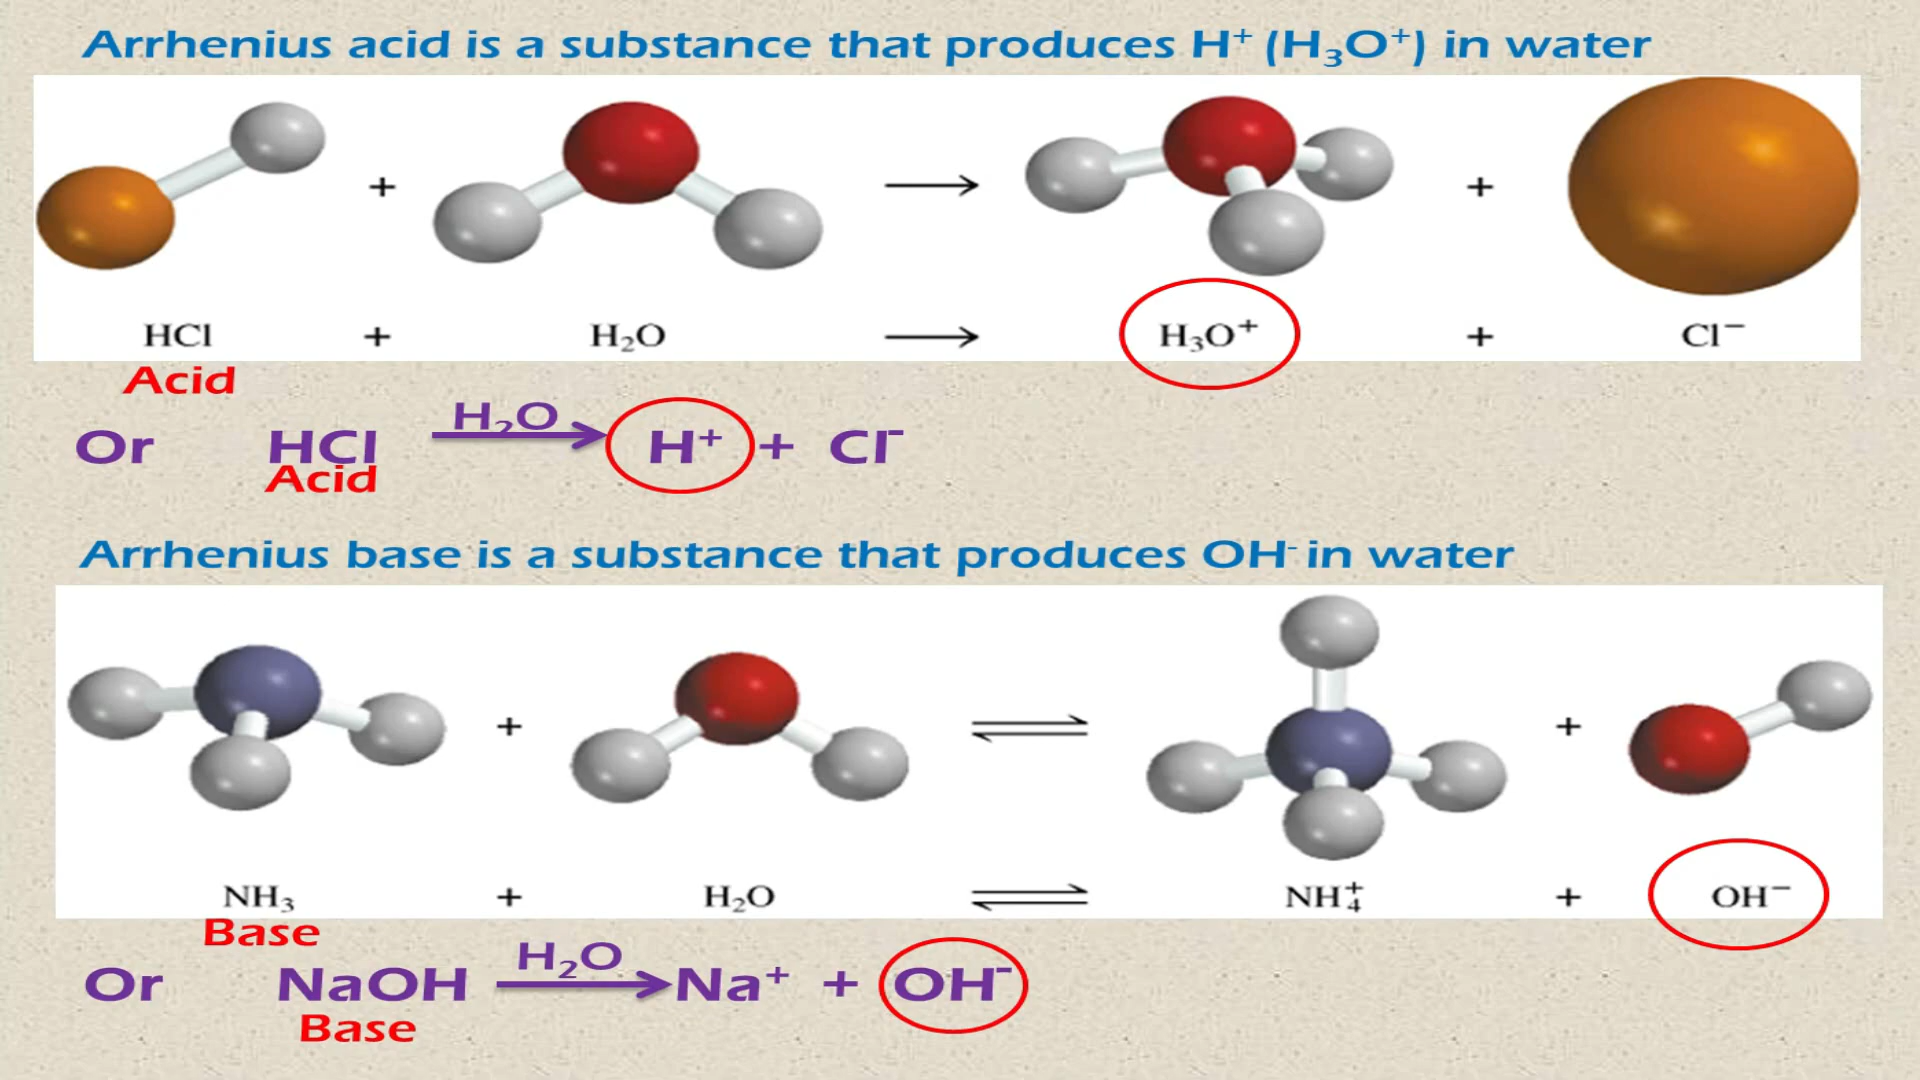 Arrhenius acid is a substance that produces H⁺ (H₃O⁺) in water
+ → +
HCl + H₂O → H₃O⁺ + Cl⁻
Acid
H₂O
Or HCl → H⁺ + Cl⁻
Acid
Arrhenius base is a substance that produces OH⁻ in water
+ ⇌ +
NH₃ + H₂O ⇌ NH₄⁺ + OH⁻
Base
H₂O
Or NaOH → Na⁺ + OH⁻
Base